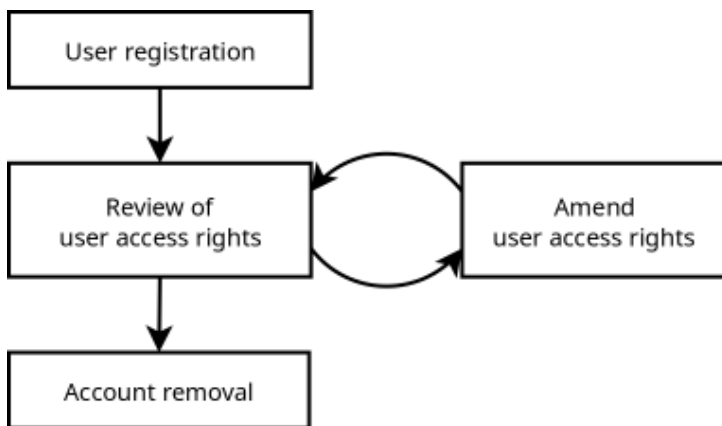 User registration
Review of
user access rights
Amend
user access rights
Account removal